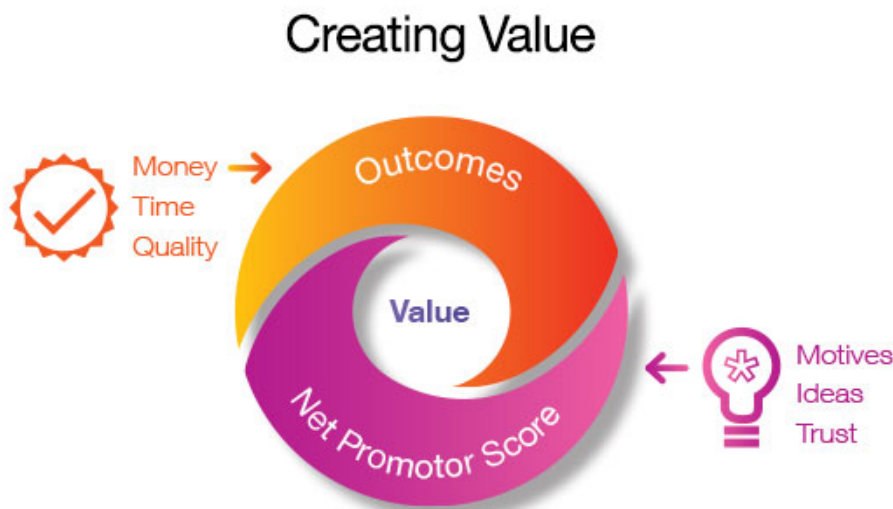 Creating Value
Outcomes
Money
Time
Quality
Value
Motives
Ideas
Trust
Net Promotor Score